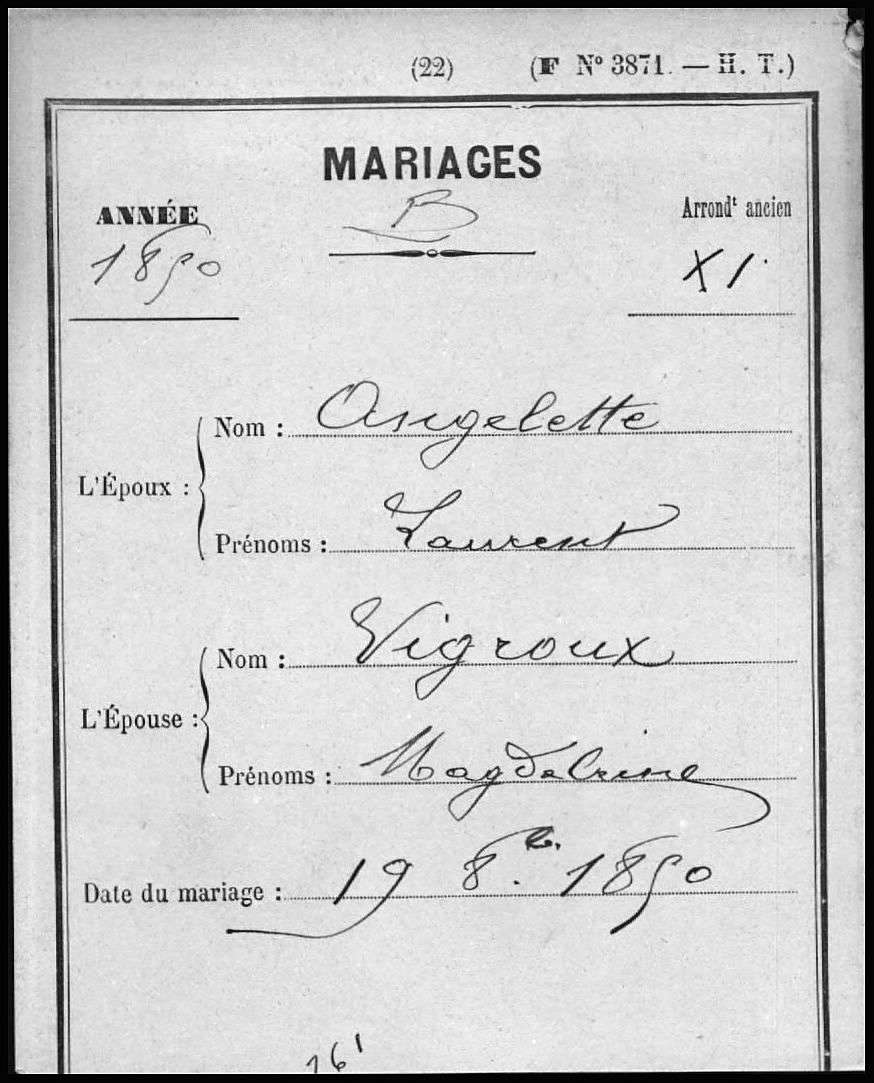 (22) (F N° 3871. — H. T.)
MARIAGES
B
ANNÉE
1850
Arrondt ancien
XI
L'Époux :
Nom : Angelette
Prénoms : Laurent
L'Épouse :
Nom : Vigroux
Prénoms : Magdeleine
Date du mariage : 19 8.bre 1850
161